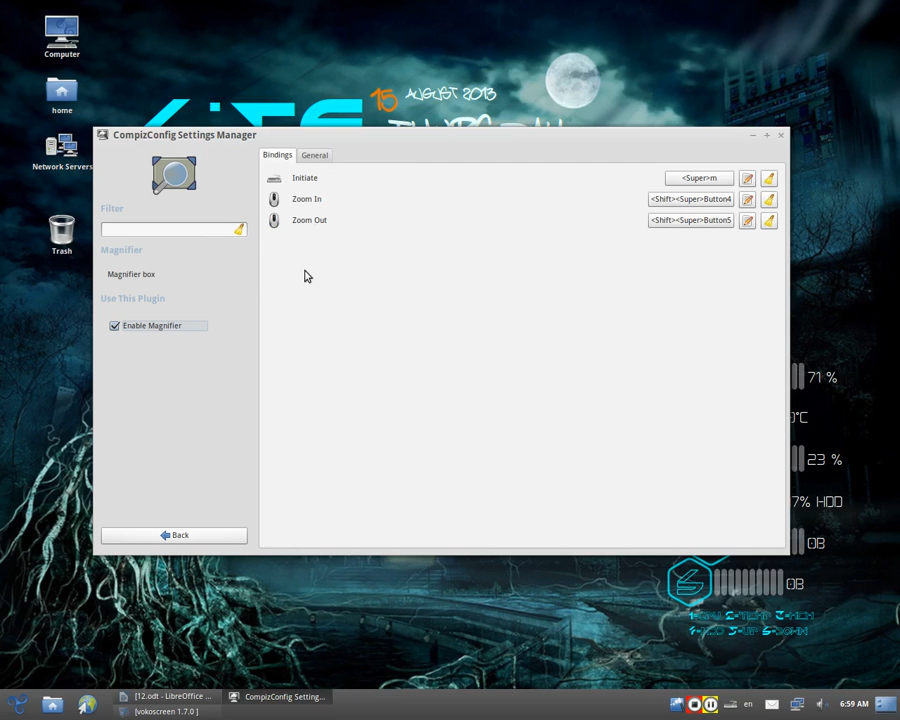 Computer
home
Network Servers
Trash
15 AUGUST 2013
CompizConfig Settings Manager
Filter
Magnifier
Magnifier box
Use This Plugin
Enable Magnifier
Back
Bindings General
Initiate <Super>m
Zoom In <Shift><Super>Button4
Zoom Out <Shift><Super>Button5
71 %
23 %
7% HDD
0B
0B
[12.odt - LibreOffice ...
CompizConfig Setting...
[vokoscreen 1.7.0 ]
en
6:59 AM